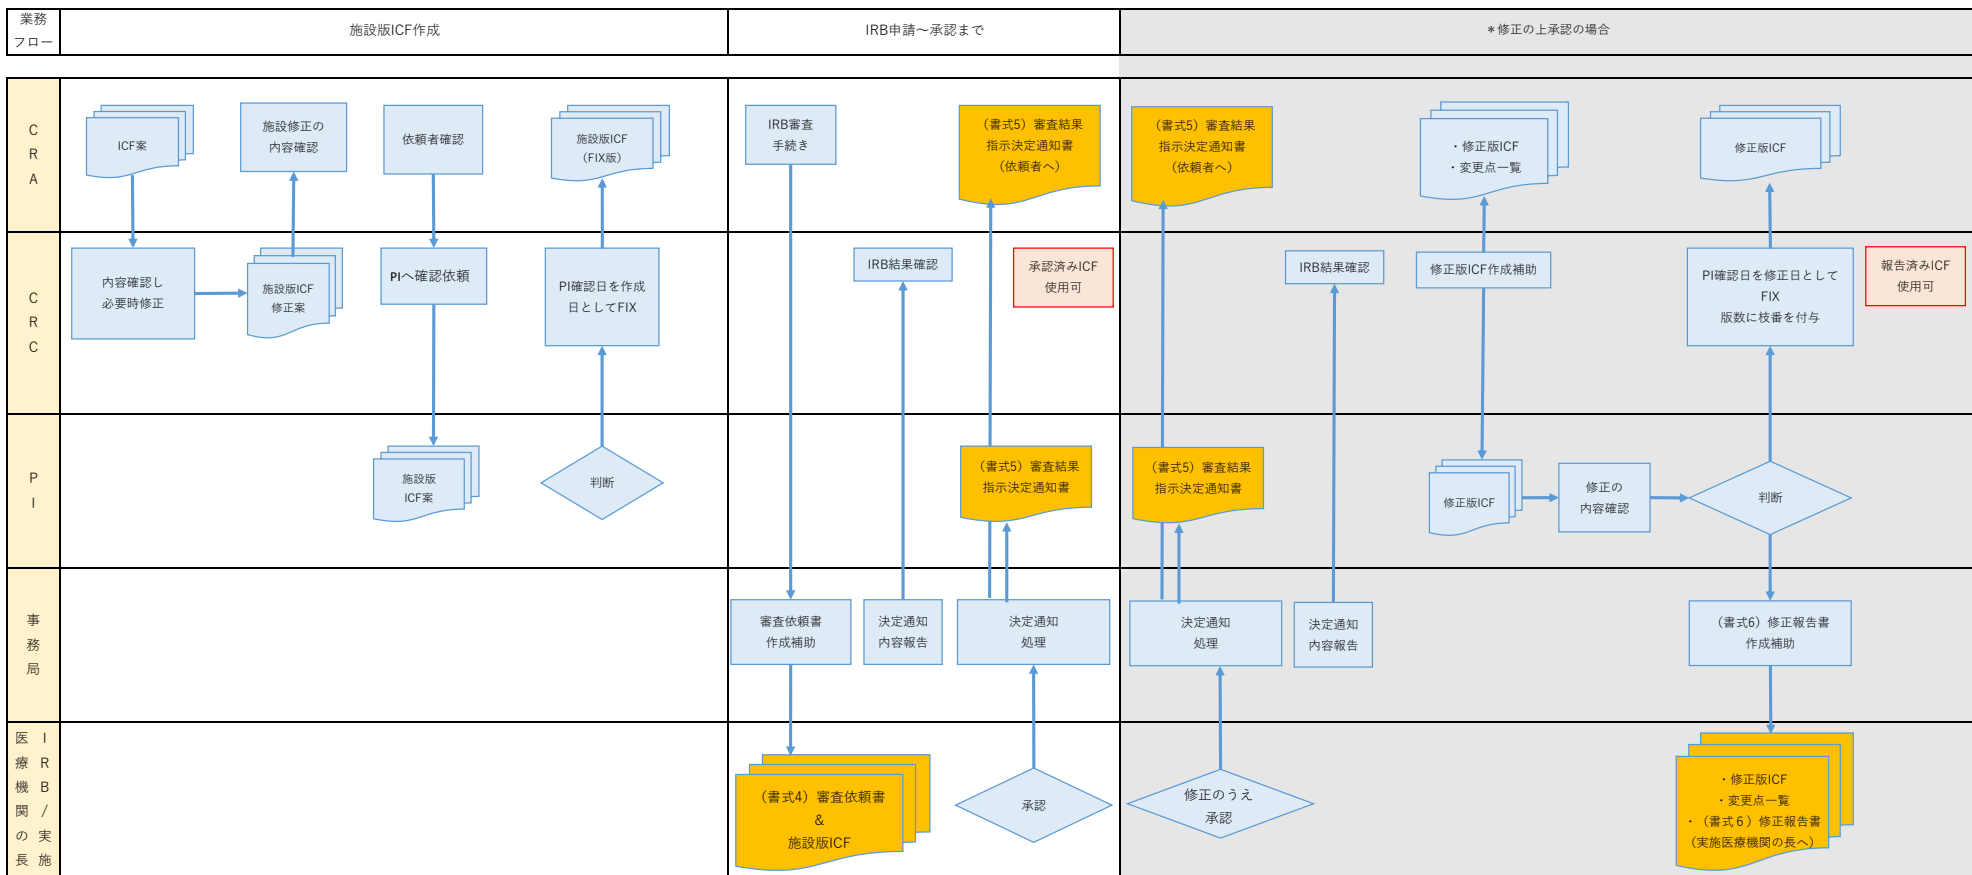 業務
フロー
施設版ICF作成
IRB申請～承認まで
＊修正の上承認の場合
CRA
ICF案
施設修正の
内容確認
依頼者確認
施設版ICF
（FIX版）
IRB審査
手続き
（書式5）審査結果
指示決定通知書
（依頼者へ）
（書式5）審査結果
指示決定通知書
（依頼者へ）
・修正版ICF
・変更点一覧
修正版ICF
CRC
内容確認し
必要時修正
施設版ICF
修正案
PIへ確認依頼
PI確認日を作成
日としてFIX
IRB結果確認
承認済みICF
使用可
IRB結果確認
修正版ICF作成補助
PI確認日を修正日として
FIX
版数に枝番を付与
報告済みICF
使用可
PI
施設版
ICF案
判断
（書式5）審査結果
指示決定通知書
（書式5）審査結果
指示決定通知書
修正版ICF
修正の
内容確認
判断
事務局
審査依頼書
作成補助
決定通知
内容報告
決定通知
処理
決定通知
処理
決定通知
内容報告
（書式6）修正報告書
作成補助
IRB/実施
医療機関の長
（書式4）審査依頼書
&
施設版ICF
承認
修正のうえ
承認
・修正版ICF
・変更点一覧
・（書式６）修正報告書
（実施医療機関の長へ）